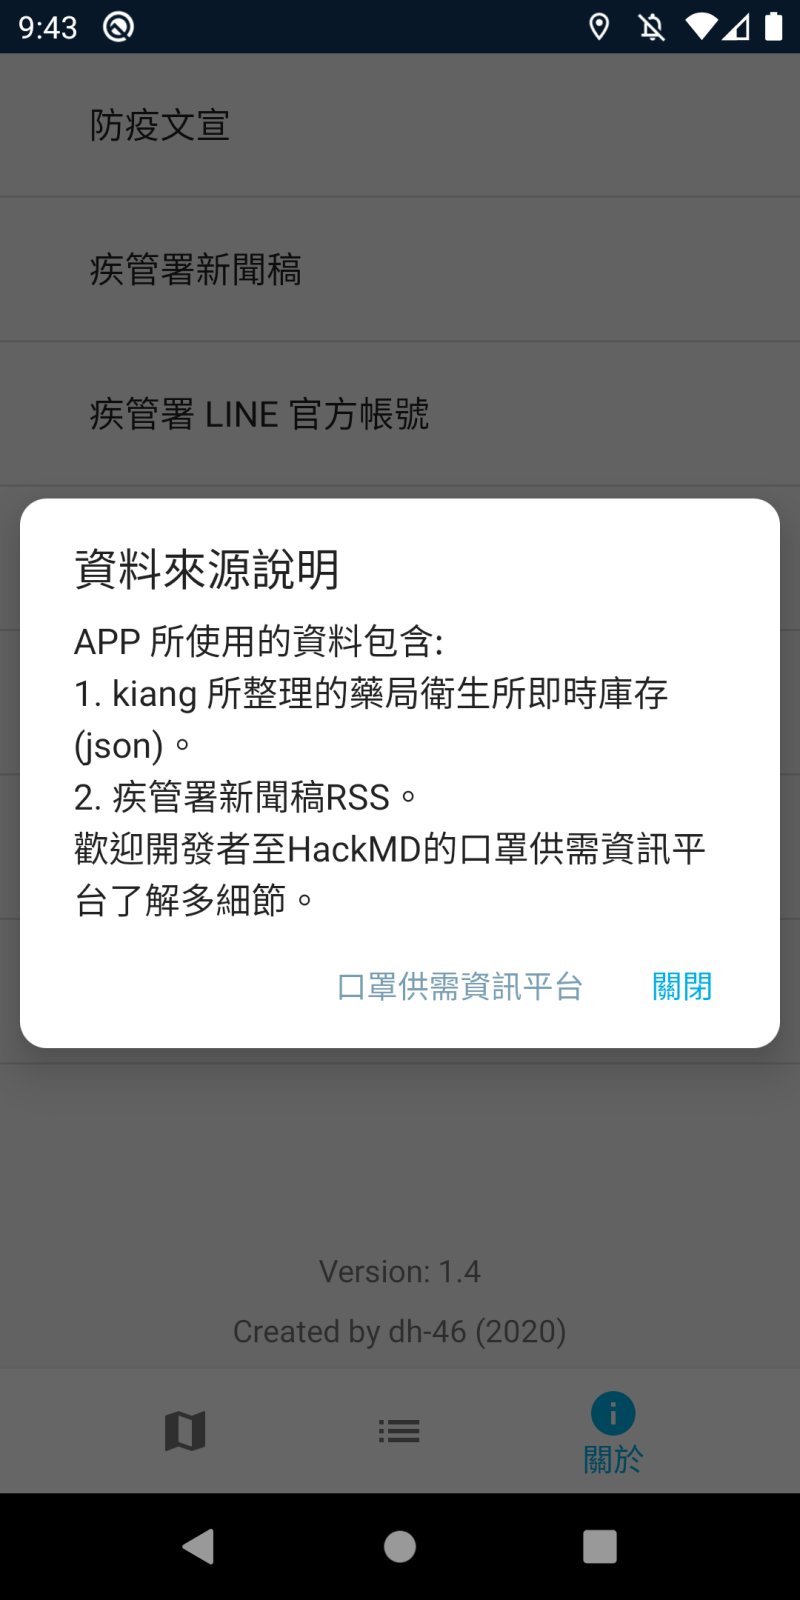 9:43
防疫文宣
疾管署新聞稿
疾管署 LINE 官方帳號
資料來源說明
APP 所使用的資料包含:
1. kiang 所整理的藥局衛生所即時庫存
(json)。
2. 疾管署新聞稿RSS。
歡迎開發者至HackMD的口罩供需資訊平
台了解多細節。
口罩供需資訊平台 關閉
Version: 1.4
Created by dh-46 (2020)
關於